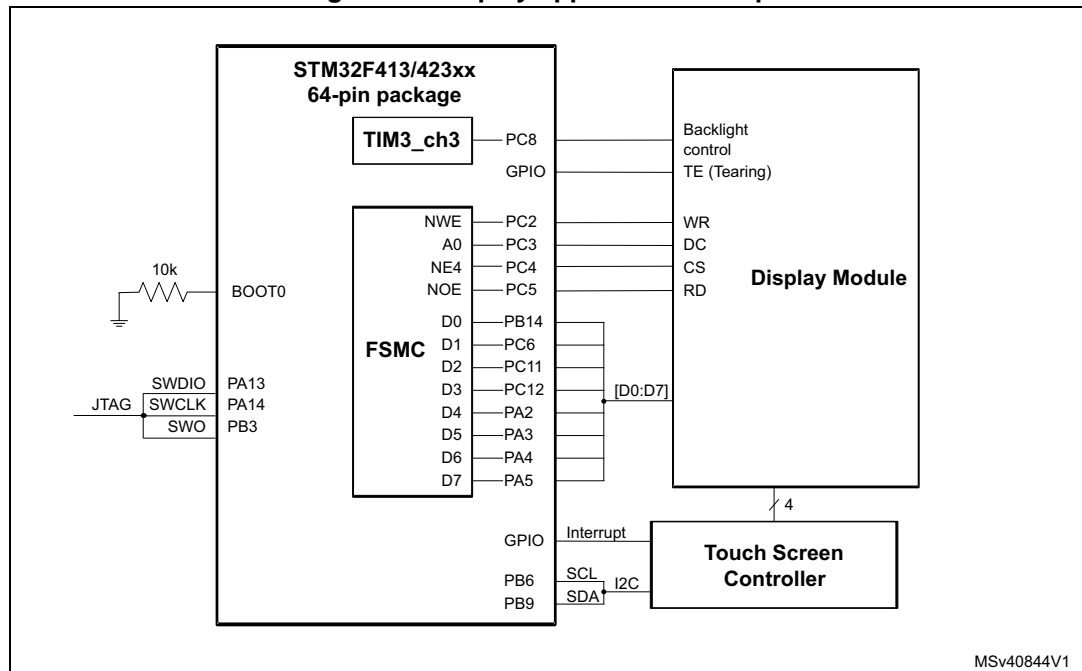 STM32F413/423xx
64-pin package
TIM3_ch3
PC8
Backlight
control
GPIO
TE (Tearing)
NWE
PC2
WR
A0
PC3
DC
NE4
PC4
CS
NOE
PC5
RD
Display Module
10k
BOOT0
FSMC
D0
PB14
D1
PC6
D2
PC11
D3
PC12
[D0:D7]
D4
PA2
D5
PA3
D6
PA4
D7
PA5
JTAG
SWDIO
PA13
SWCLK
PA14
SWO
PB3
4
GPIO
Interrupt
Touch Screen
Controller
PB6
SCL
I2C
PB9
SDA
MSv40844V1